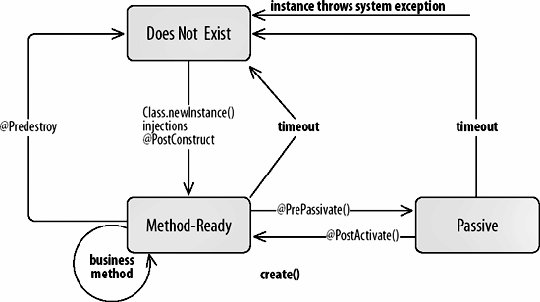 instance throws system exception
Does Not Exist
Class.newInstance()
injections
@PostConstruct
@Predestroy
timeout
timeout
@PrePassivate()
Method-Ready
Passive
@PostActivate()
business
method
create()